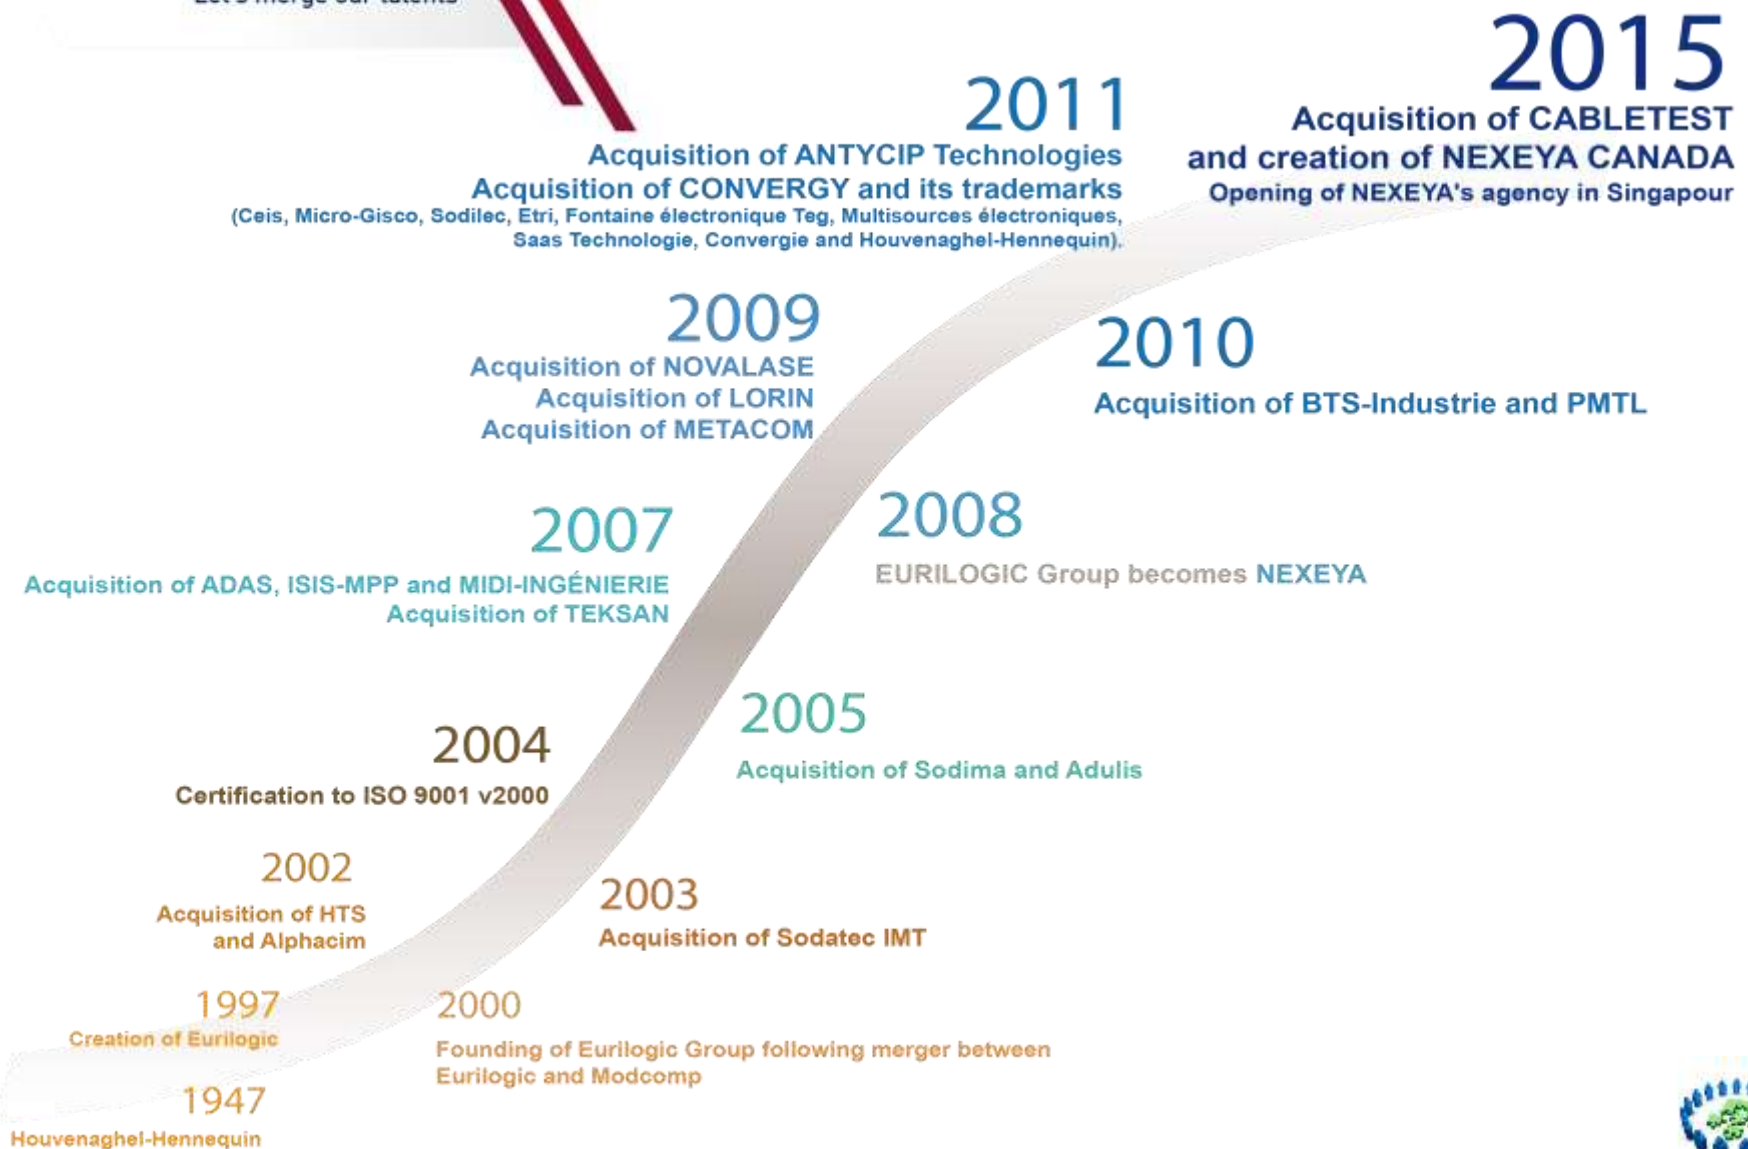 Let's merge our talents
2015
Acquisition of CABLETEST
and creation of NEXEYA CANADA
Opening of NEXEYA's agency in Singapour
2011
Acquisition of ANTYCIP Technologies
Acquisition of CONVERGY and its trademarks
(Ceis, Micro-Gisco, Sodilec, Etri, Fontaine électronique Teg, Multisources électroniques,
Saas Technologie, Convergie and Houvenaghel-Hennequin).
2009
Acquisition of NOVALASE
Acquisition of LORIN
Acquisition of METACOM
2010
Acquisition of BTS-Industrie and PMTL
2007
Acquisition of ADAS, ISIS-MPP and MIDI-INGÉNIERIE
Acquisition of TEKSAN
2008
EURILOGIC Group becomes NEXEYA
2005
Acquisition of Sodima and Adulis
2004
Certification to ISO 9001 v2000
2002
Acquisition of HTS
and Alphacim
2003
Acquisition of Sodatec IMT
1997
Creation of Eurilogic
2000
Founding of Eurilogic Group following merger between
Eurilogic and Modcomp
1947
Houvenaghel-Hennequin